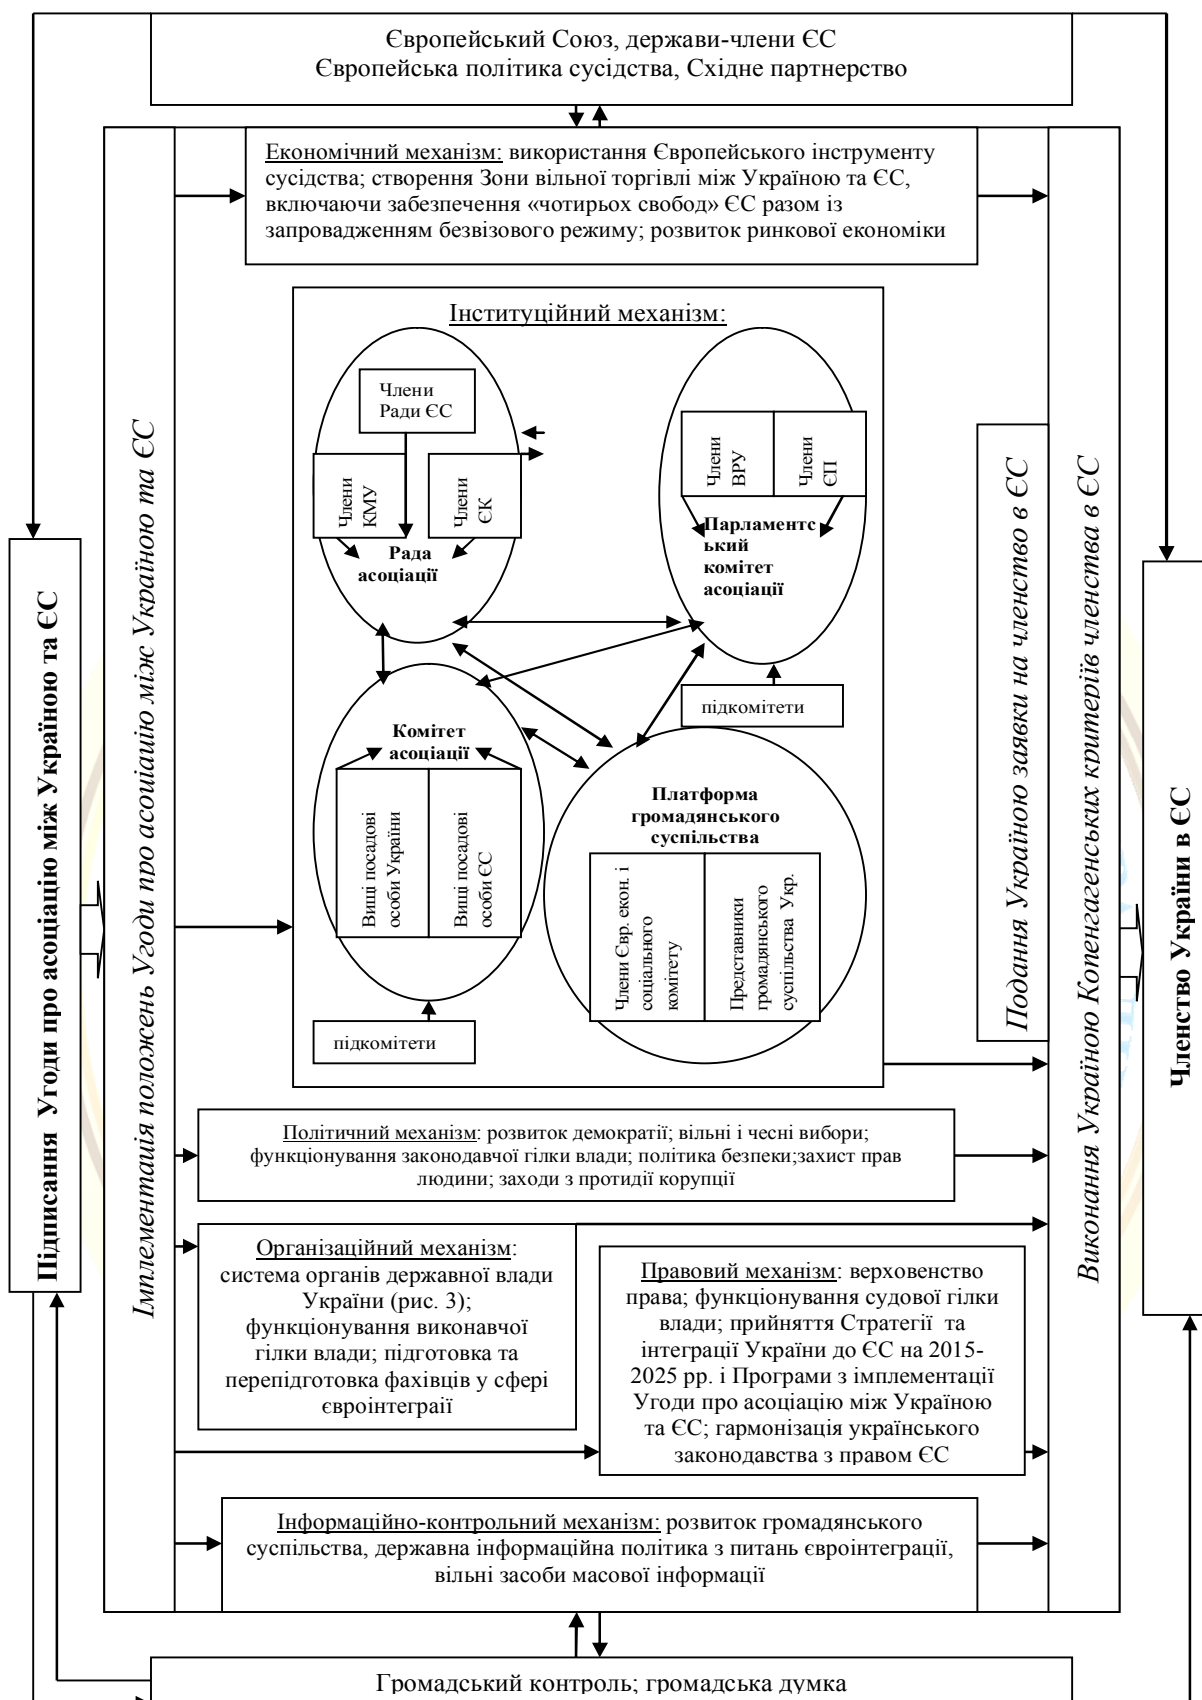 Європейський Союз, держави-члени ЄС
Європейська політика сусідства, Східне партнерство
Підписання Угоди про асоціацію між Україною та ЄС
Імплементація положень Угоди про асоціацію між Україною та ЄС
Економічний механізм: використання Європейського інструменту
сусідства; створення Зони вільної торгівлі між Україною та ЄС,
включаючи забезпечення «чотирьох свобод» ЄС разом із
запровадженням безвізового режиму; розвиток ринкової економіки
Інституційний механізм:
Члени
Ради ЄС
Члени
КМУ
Члени
ЄК
Рада
асоціації
Члени
ВРУ
Члени
ЄП
Парламентс
ький
комітет
асоціації
підкомітети
Комітет
асоціації
Вищі посадові
особи України
Вищі посадові
особи ЄС
підкомітети
Платформа
громадянського
суспільства
Члени Євр. екон. і
соціального
комітету
Представники
громадянського
суспільства Укр.
Політичний механізм: розвиток демократії; вільні і чесні вибори;
функціонування законодавчої гілки влади; політика безпеки;захист прав
людини; заходи з протидії корупції
Організаційний механізм:
система органів державної влади
України (рис. 3);
функціонування виконавчої
гілки влади; підготовка та
перепідготовка фахівців у сфері
євроінтеграії
Правовий механізм: верховенство
права; функціонування судової гілки
влади; прийняття Стратегії та
інтеграції України до ЄС на 2015-
2025 рр. і Програми з імплементації
Угоди про асоціацію між Україною
та ЄС; гармонізація українського
законодавства з правом ЄС
Інформаційно-контрольний механізм: розвиток громадянського
суспільства, державна інформаційна політика з питань євроінтеграції,
вільні засоби масової інформації
Подання Україною заявки на членство в ЄС
Виконання Україною Копенгагенських критеріїв членства в ЄС
Членство України в ЄС
Громадський контроль; громадська думка